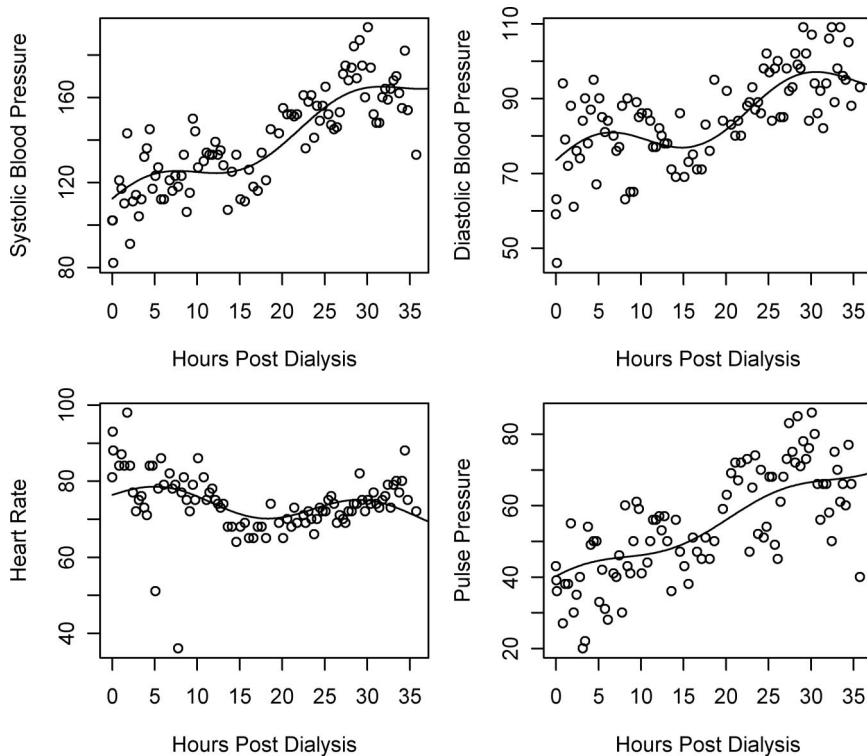 Systolic Blood Pressure
80 120 160
0 5 10 15 20 25 30 35
Hours Post Dialysis
Diastolic Blood Pressure
50 70 90 110
0 5 10 15 20 25 30 35
Hours Post Dialysis
Heart Rate
40 60 80 100
0 5 10 15 20 25 30 35
Hours Post Dialysis
Pulse Pressure
20 40 60 80
0 5 10 15 20 25 30 35
Hours Post Dialysis